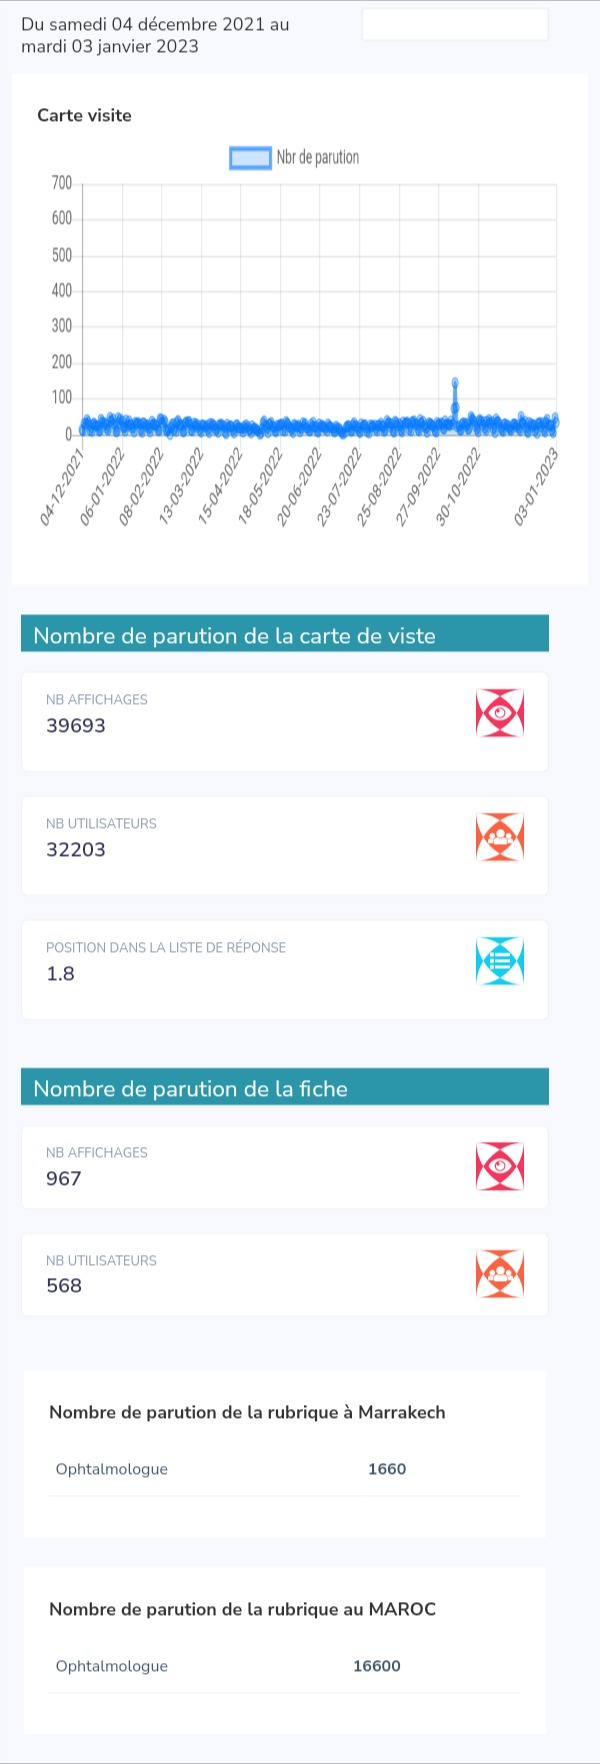 Du samedi 04 décembre 2021 au
mardi 03 janvier 2023
Carte visite
Nbr de parution
700
600
500
400
300
200
100
0
04-12-2021
06-01-2022
08-02-2022
13-03-2022
15-04-2022
18-05-2022
20-06-2022
23-07-2022
25-08-2022
27-09-2022
30-10-2022
03-01-2023
Nombre de parution de la carte de viste
NB AFFICHAGES
39693
NB UTILISATEURS
32203
POSITION DANS LA LISTE DE RÉPONSE
1.8
Nombre de parution de la fiche
NB AFFICHAGES
967
NB UTILISATEURS
568
Nombre de parution de la rubrique à Marrakech
Ophtalmologue 1660
Nombre de parution de la rubrique au MAROC
Ophtalmologue 16600